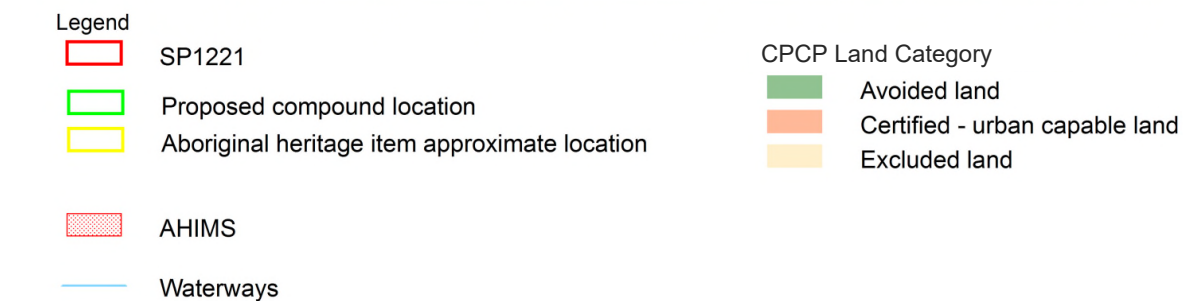 Legend
SP1221
Proposed compound location
Aboriginal heritage item approximate location
AHIMS
Waterways
CPCP Land Category
Avoided land
Certified - urban capable land
Excluded land